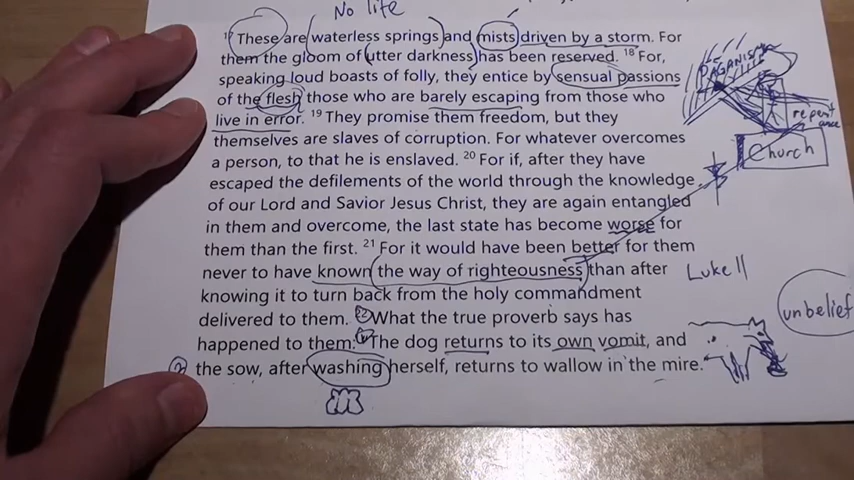 No life
17 These are waterless springs and mists driven by a storm. For
them the gloom of utter darkness has been reserved. 18 For,
speaking loud boasts of folly, they entice by sensual passions
of the flesh those who are barely escaping from those who
live in error. 19 They promise them freedom, but they
themselves are slaves of corruption. For whatever overcomes
a person, to that he is enslaved. 20 For if, after they have
escaped the defilements of the world through the knowledge
of our Lord and Savior Jesus Christ, they are again entangled
in them and overcome, the last state has become worse for
them than the first. 21 For it would have been better for them
never to have known the way of righteousness than after
knowing it to turn back from the holy commandment
delivered to them. 22 What the true proverb says has
happened to them: The dog returns to its own vomit, and
the sow, after washing herself, returns to wallow in the mire.
PAGANISM
repentance
Church
Luke 11
unbelief